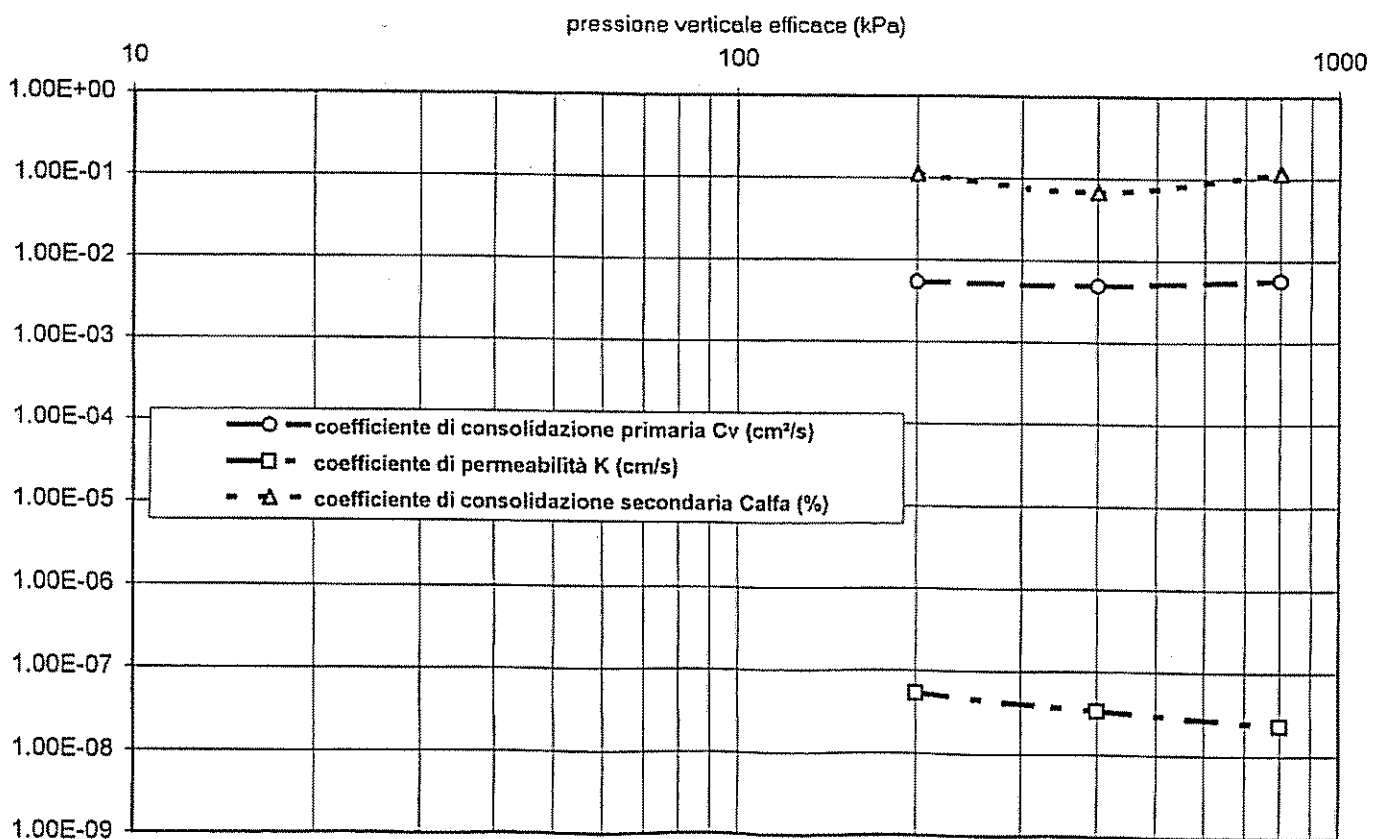 pressione verticale efficace (kPa)
10 100 1000
1.00E+00
1.00E-01
1.00E-02
1.00E-03
1.00E-04
coefficiente di consolidazione primaria Cv (cm²/s)
coefficiente di permeabilità K (cm/s)
1.00E-05
coefficiente di consolidazione secondaria Calfa (%)
1.00E-06
1.00E-07
1.00E-08
1.00E-09